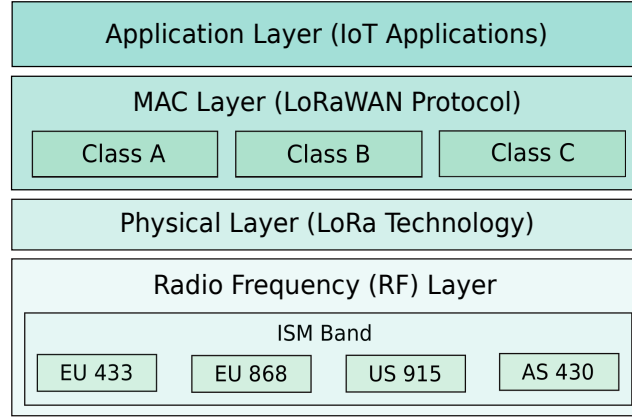 Application Layer (IoT Applications)
MAC Layer (LoRaWAN Protocol)
Class A
Class B
Class C
Physical Layer (LoRa Technology)
Radio Frequency (RF) Layer
ISM Band
EU 433
EU 868
US 915
AS 430